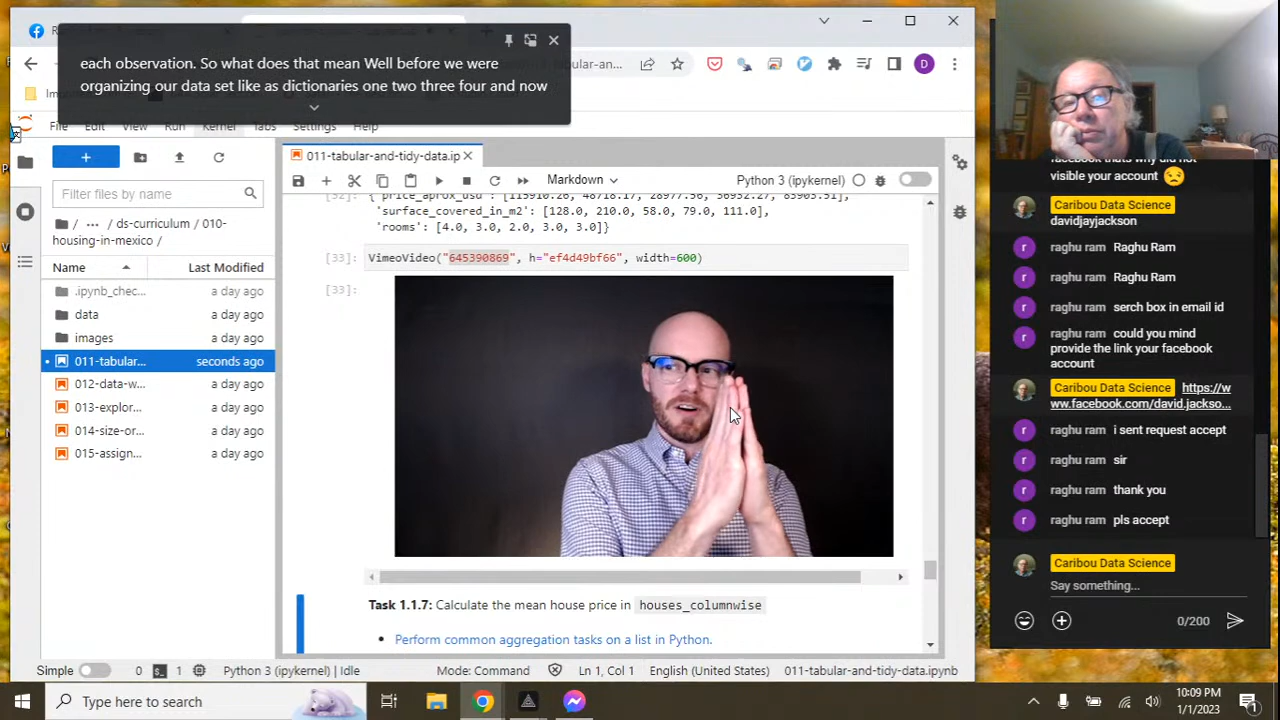 each observation. So what does that mean Well before we were
organizing our data set like as dictionaries one two three four and now
D
File Edit View Run Kernel Tabs Settings Help
011-tabular-and-tidy-data.ip
Markdown
Python 3 (ipykernel)
Filter files by name
/ ... / ds-curriculum / 010-
housing-in-mexico /
Name Last Modified
.ipynb_chec... a day ago
data a day ago
images a day ago
011-tabular... seconds ago
012-data-w... a day ago
013-explor... a day ago
014-size-or... a day ago
015-assign... a day ago
'surface_covered_in_m2': [128.0, 210.0, 58.0, 79.0, 111.0],
'rooms': [4.0, 3.0, 2.0, 3.0, 3.0]}
[33] VimeoVideo("645390869", h="ef4d49bf66", width=600)
[33]:
Task 1.1.7: Calculate the mean house price in houses_columnwise
Perform common aggregation tasks on a list in Python.
Simple 0 1 Python 3 (ipykernel) | Idle Mode: Command Ln 1, Col 1 English (United States) 011-tabular-and-tidy-data.ipynb
visible your account
Caribou Data Science
davidjayjackson
raghu ram Raghu Ram
raghu ram Raghu Ram
raghu ram serch box in email id
raghu ram could you mind
provide the link your facebook
account
Caribou Data Science https://w
ww.facebook.com/david.jackso...
raghu ram i sent request accept
raghu ram sir
raghu ram thank you
raghu ram pls accept
Caribou Data Science
Say something...
0/200
Type here to search
10:09 PM
1/1/2023
1